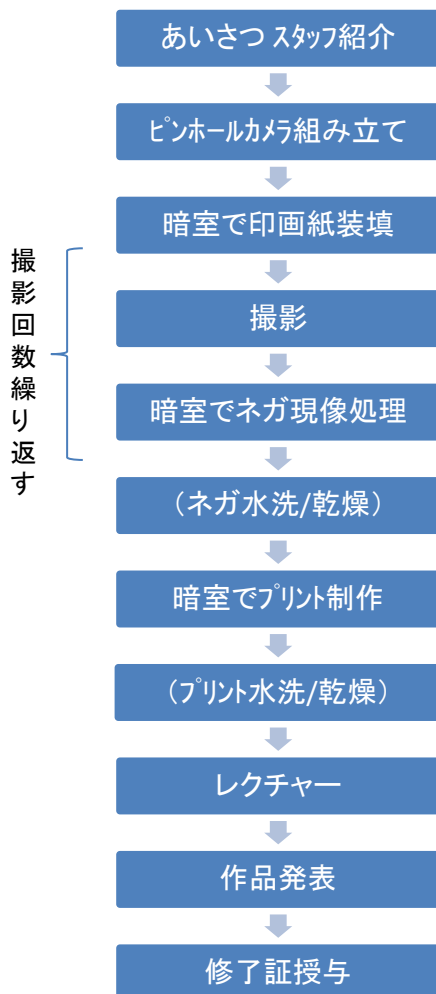 あいさつ スタッフ紹介
ピンホールカメラ組み立て
暗室で印画紙装填
撮影
暗室でネガ現像処理
撮影回数繰り返す
（ネガ水洗/乾燥）
暗室でプリント制作
（プリント水洗/乾燥）
レクチャー
作品発表
修了証授与